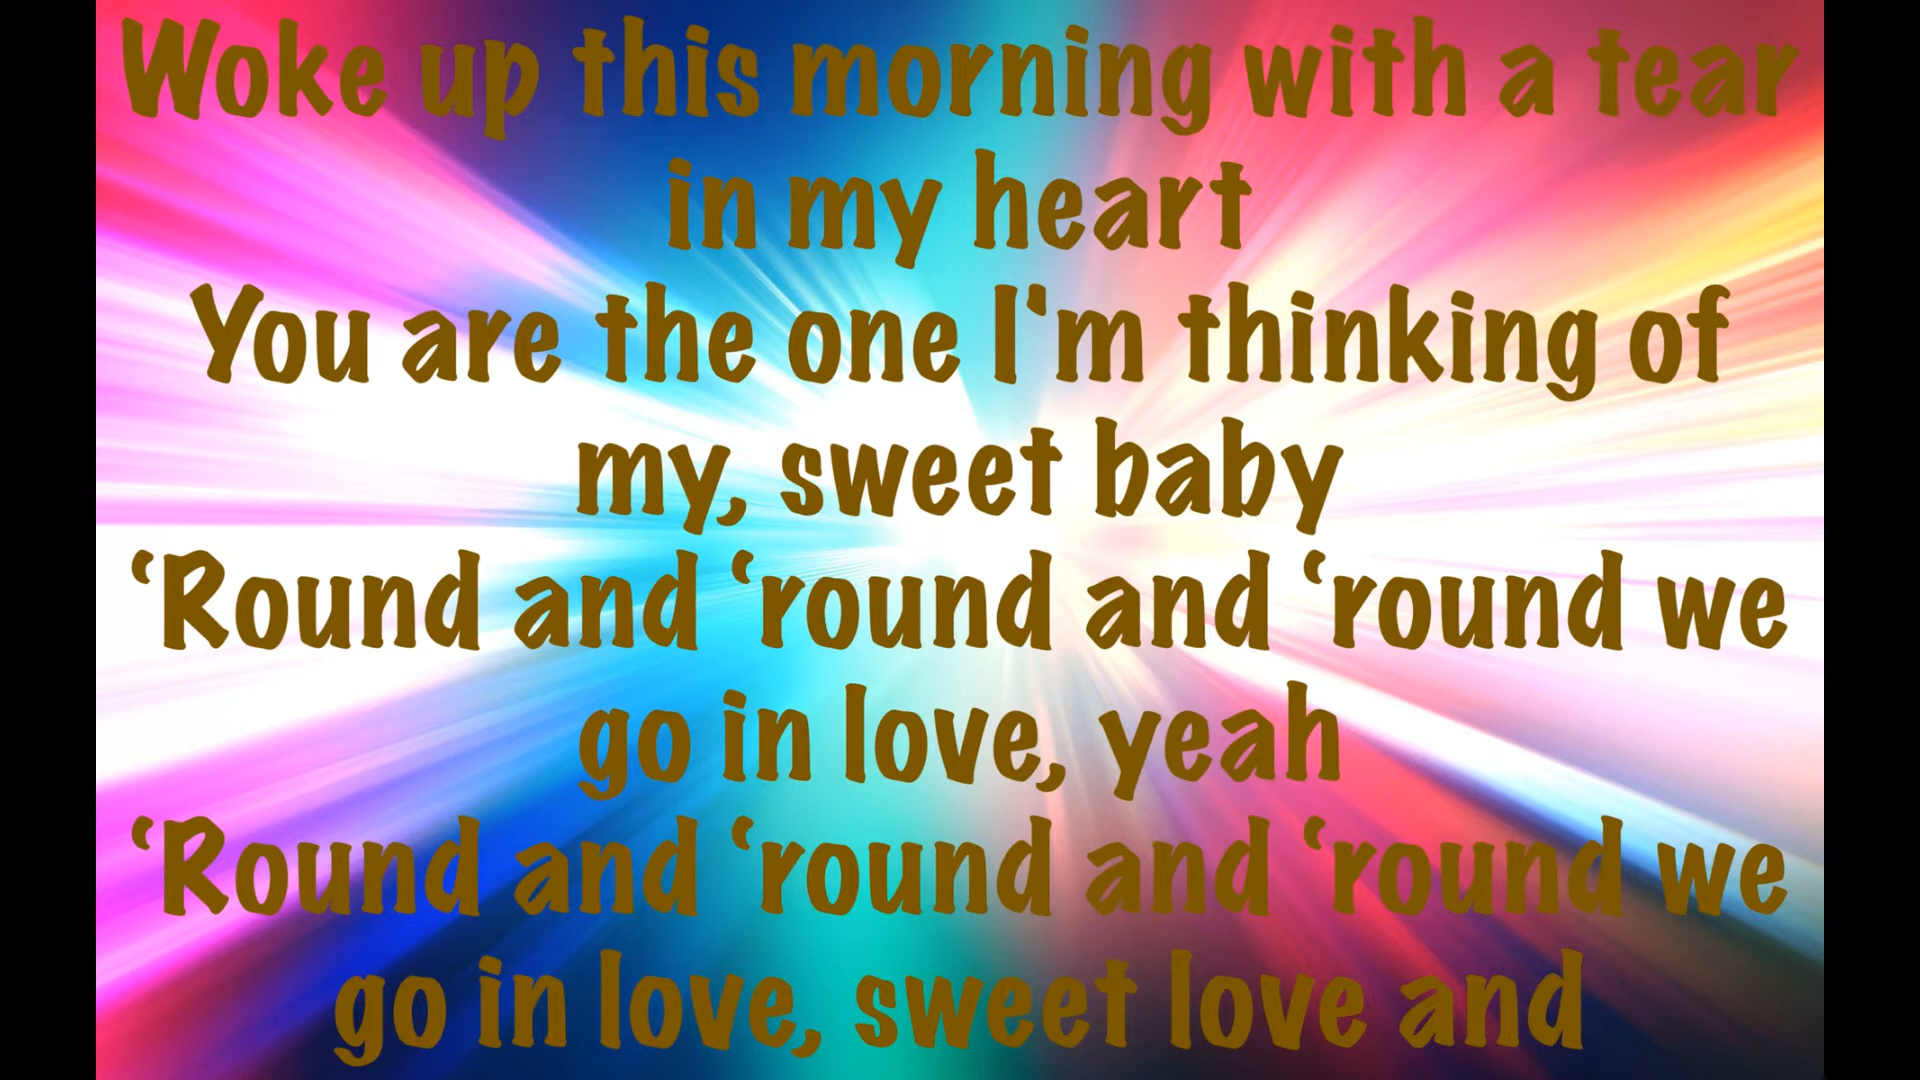 Woke up this morning with a tear
in my heart
You are the one I'm thinking of
my, sweet baby
‘Round and ‘round and ‘round we
go in love, yeah
‘Round and ‘round and ‘round we
go in love, sweet love and